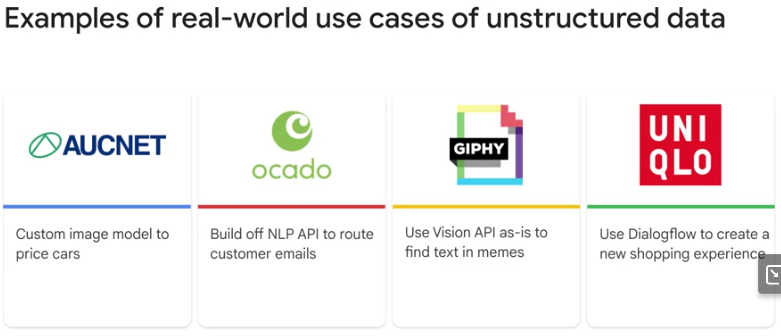 Examples of real-world use cases of unstructured data
AUCNET
Custom image model to
price cars
ocado
Build off NLP API to route
customer emails
GIPHY
Use Vision API as-is to
find text in memes
UNI
QLO
Use Dialogflow to create a
new shopping experience